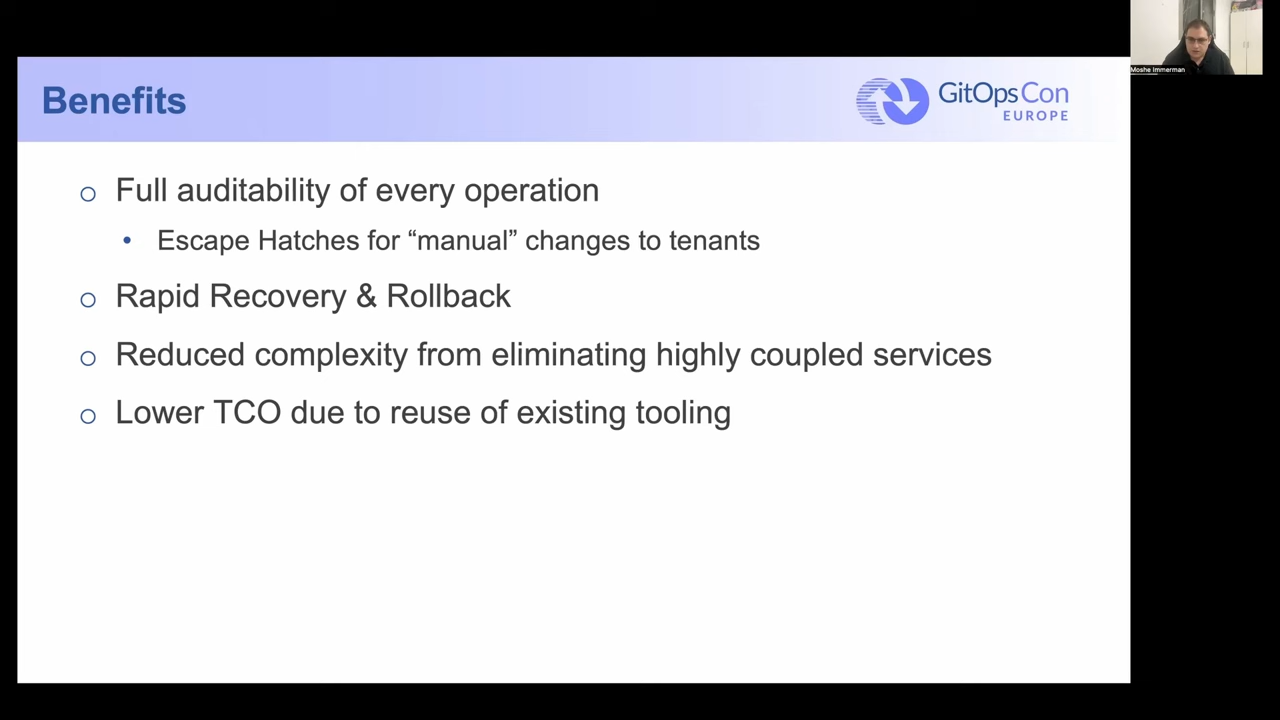 Benefits
GitOpsCon
EUROPE
Moshe Immerman
Full auditability of every operation
Escape Hatches for “manual” changes to tenants
Rapid Recovery & Rollback
Reduced complexity from eliminating highly coupled services
Lower TCO due to reuse of existing tooling